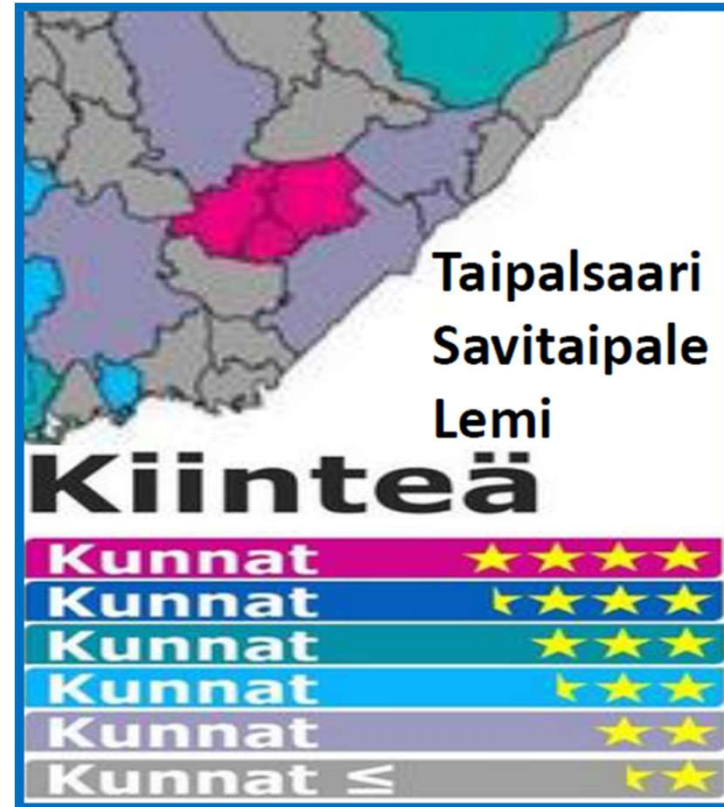 Taipalsaari
Savitaipale
Lemi
Kiinteä
Kunnat
Kunnat
Kunnat
Kunnat
Kunnat
Kunnat ≤